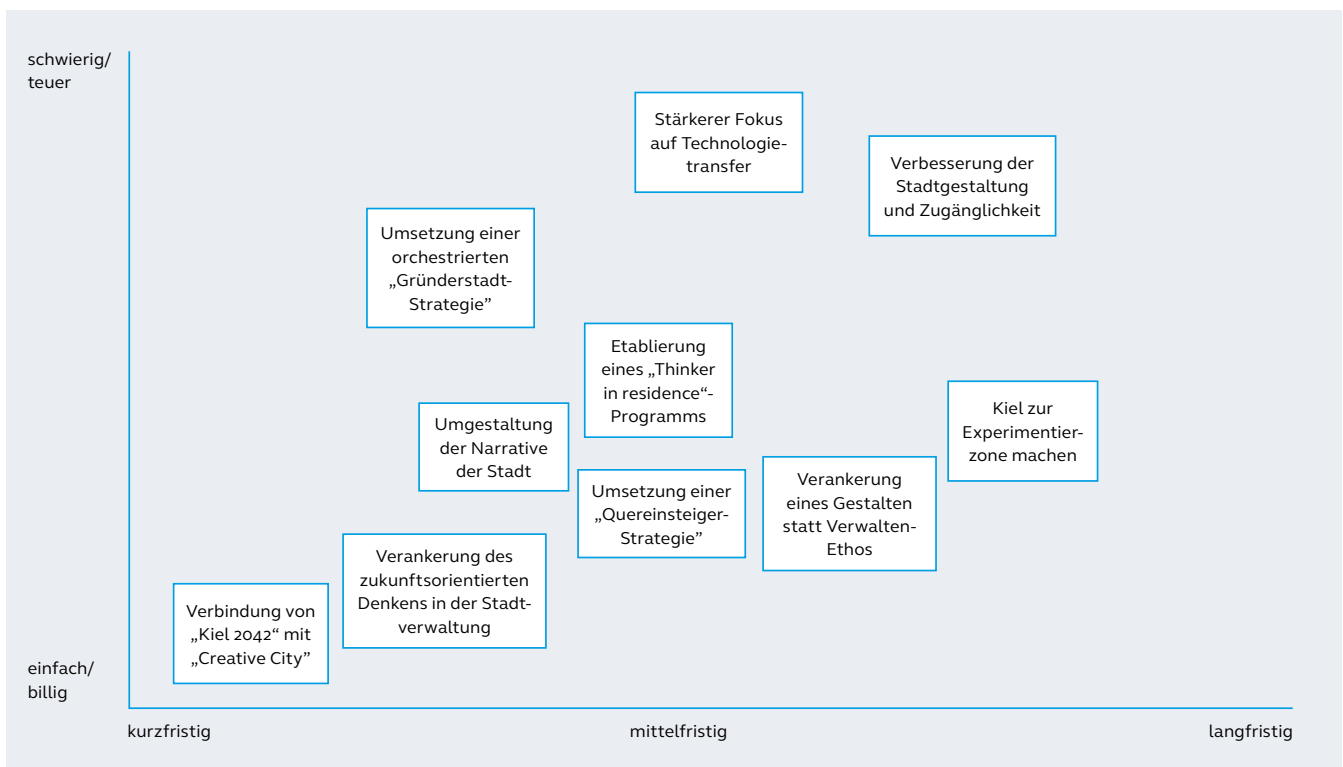 schwierig/
teuer
Stärkerer Fokus
auf Technologie-
transfer
Verbesserung der
Stadtgestaltung
und Zugänglichkeit
Umsetzung einer
orchestrierten
„Gründerstadt-
Strategie”
Etablierung
eines „Thinker
in residence“-
Programms
Kiel zur
Experimentier-
zone machen
Umgestaltung
der Narrative
der Stadt
Umsetzung einer
„Quereinsteiger-
Strategie”
Verankerung
eines Gestalten
statt Verwalten-
Ethos
Verankerung des
zukunftsorientierten
Denkens in der Stadt-
verwaltung
Verbindung von
„Kiel 2042“ mit
„Creative City”
einfach/
billig
kurzfristig
mittelfristig
langfristig